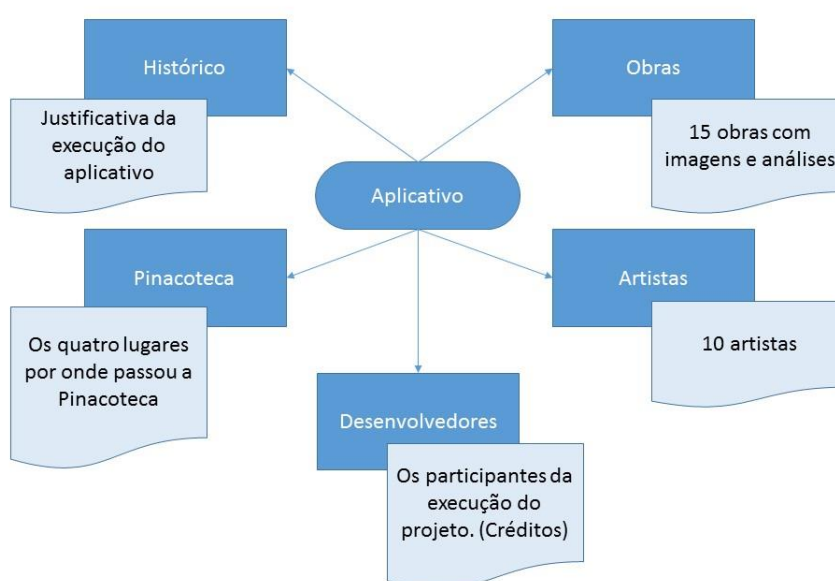 Histórico
Justificativa da
execução do
aplicativo
Obras
15 obras com
imagens e análises
Aplicativo
Pinacoteca
Os quatro lugares
por onde passou a
Pinacoteca
Artistas
10 artistas
Desenvolvedores
Os participantes da
execução do
projeto. (Créditos)